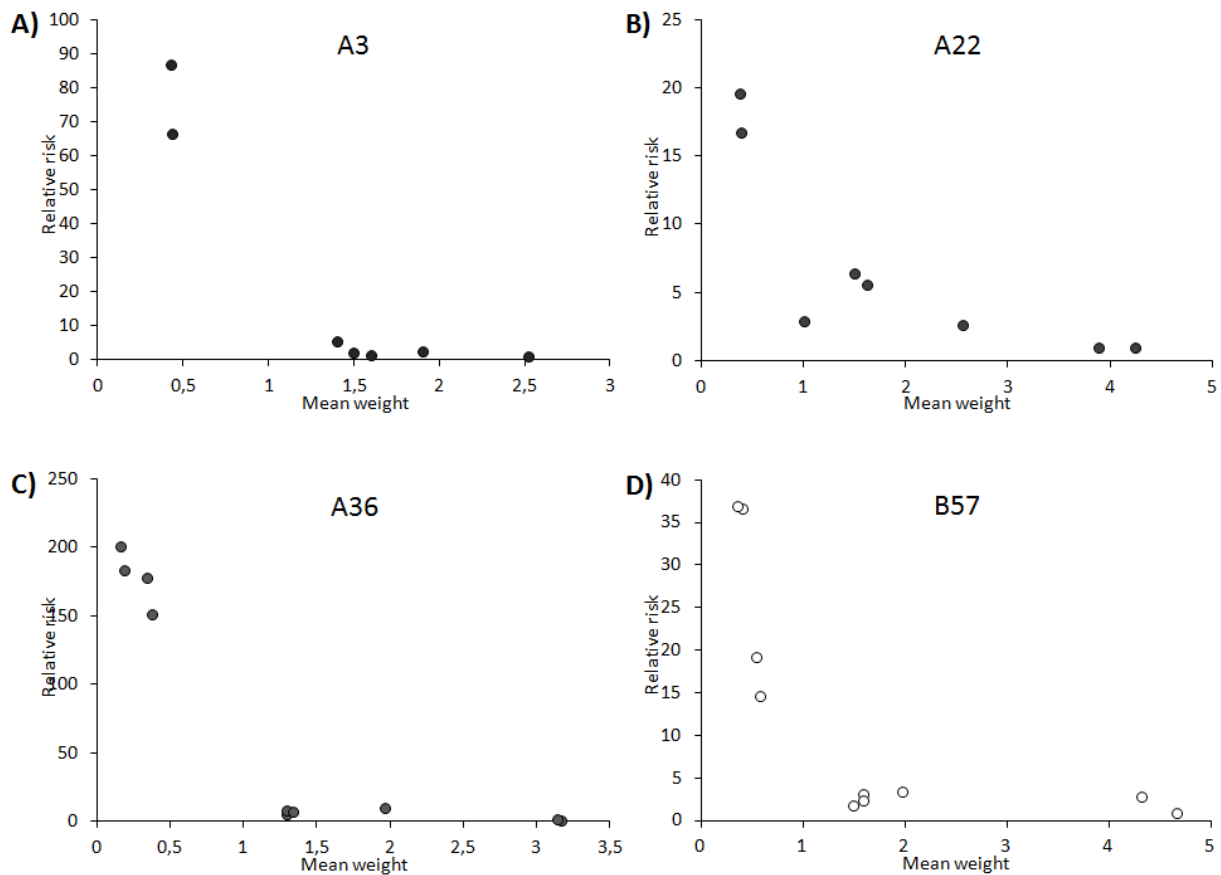 A)
A3
Relative risk
100
90
80
70
60
50
40
30
20
10
0
0 0,5 1 1,5 2 2,5 3
Mean weight
B)
A22
Relative risk
25
20
15
10
5
0
0 1 2 3 4 5
Mean weight
C)
A36
Relative risk
250
200
150
100
50
0
0 0,5 1 1,5 2 2,5 3 3,5
Mean weight
D)
B57
Relative risk
40
35
30
25
20
15
10
5
0
0 1 2 3 4 5
Mean weight